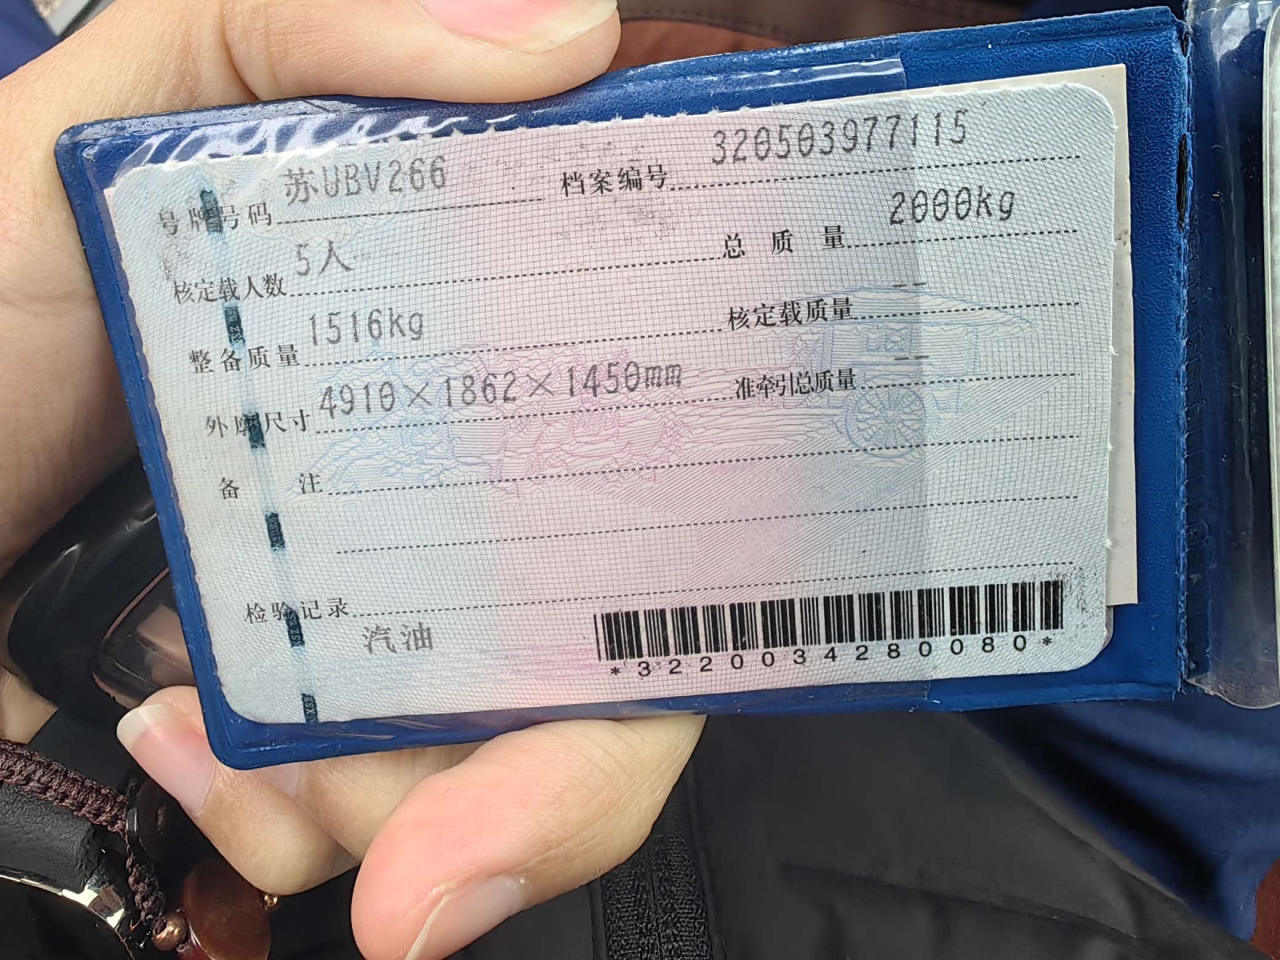 号牌号码 苏UBV266 档案编号 320503977115
核定载人数 5人 总质量 2000kg
整备质量 1516kg 核定载质量 --
外廓尺寸 4910×1862×1450mm 准牵引总质量 --
备注
检验记录
汽油
*3220034280080*